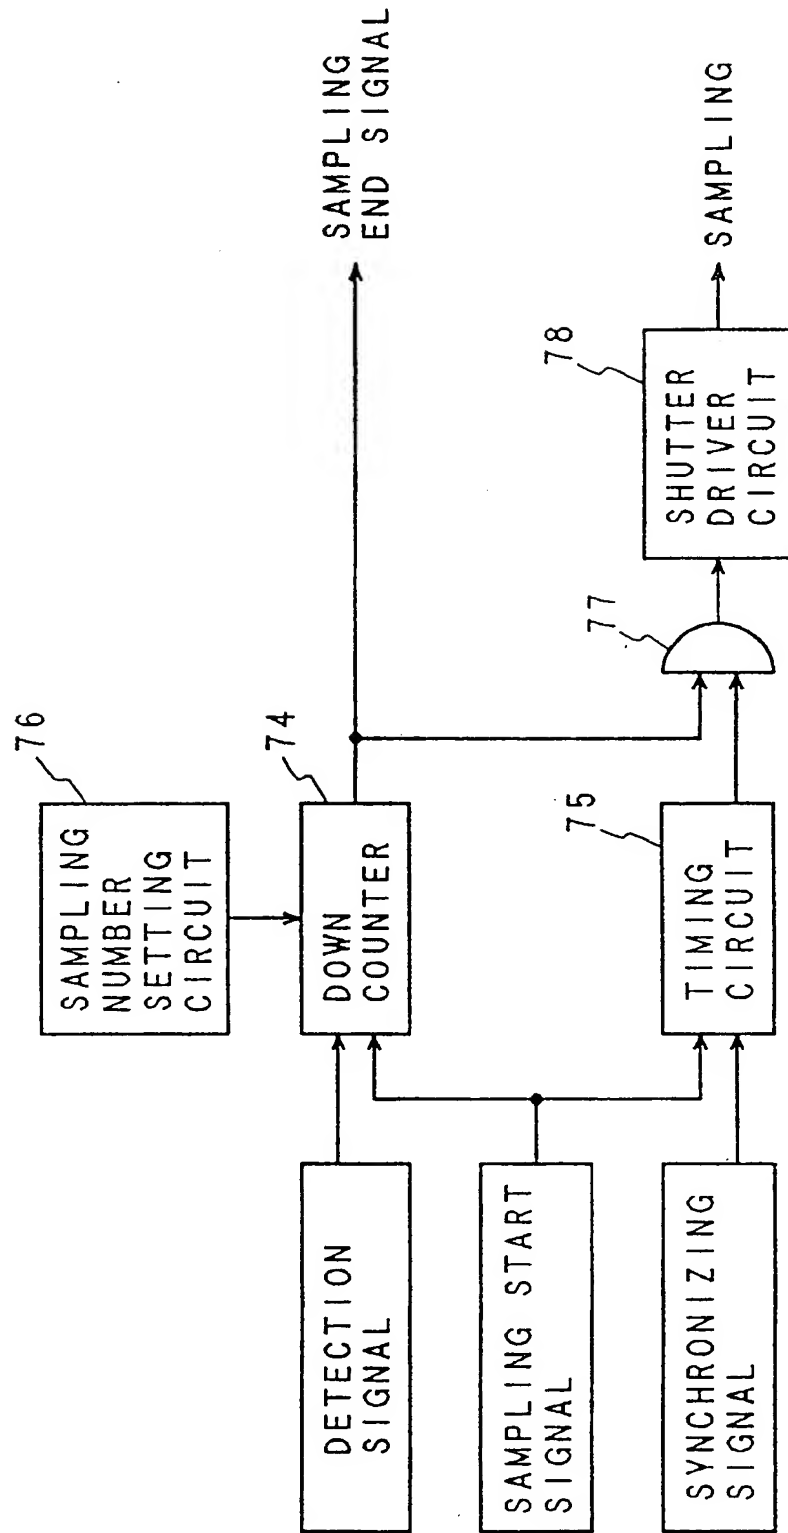 76
SAMPLING
NUMBER
SETTING
CIRCUIT
DETECTION
SIGNAL
74
DOWN
COUNTER
SAMPLING
END SIGNAL
SAMPLING START
SIGNAL
SYNCHRONIZING
SIGNAL
75
TIMING
CIRCUIT
77
78
SHUTTER
DRIVER
CIRCUIT
SAMPLING